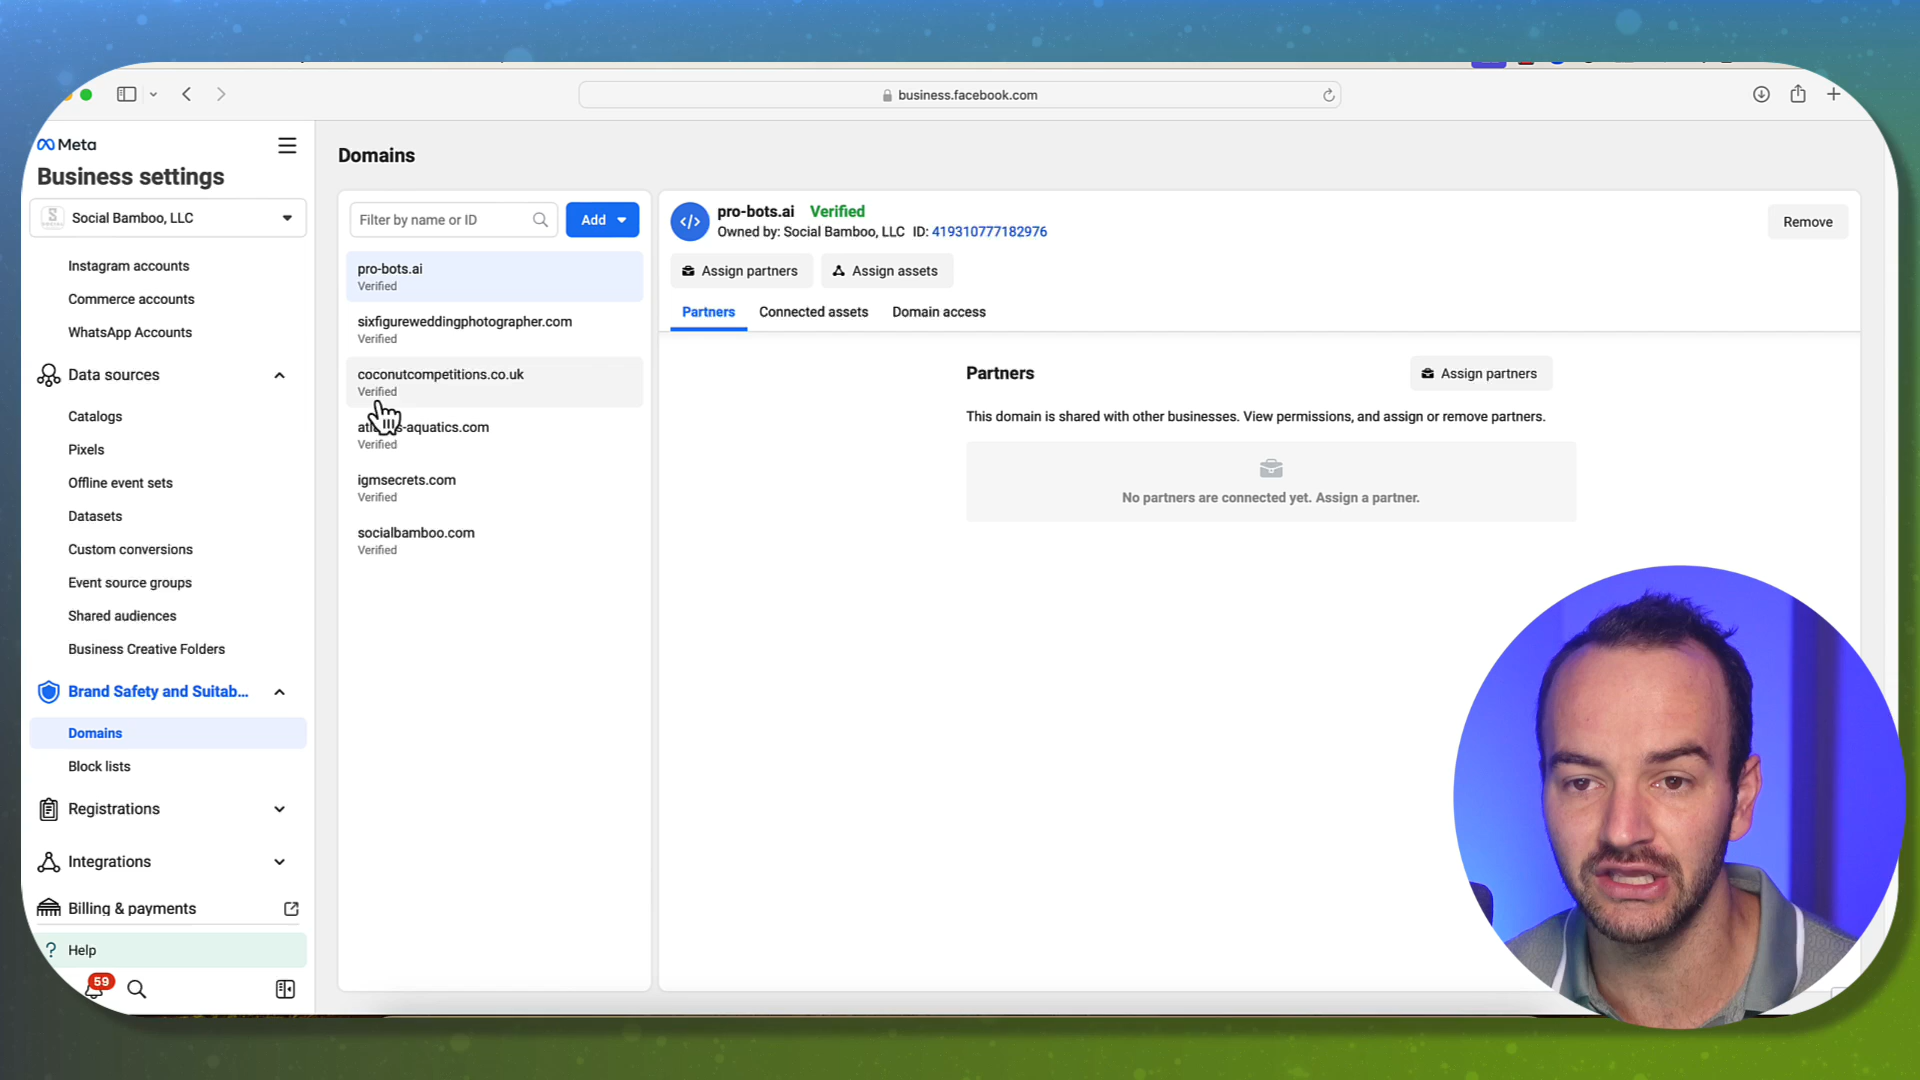 business.facebook.com
Meta
Business settings
Social Bamboo, LLC
Instagram accounts
Commerce accounts
WhatsApp Accounts
Data sources
Catalogs
Pixels
Offline event sets
Datasets
Custom conversions
Event source groups
Shared audiences
Business Creative Folders
Brand Safety and Suitab...
Domains
Block lists
Registrations
Integrations
Billing & payments
? Help
59
Domains
Filter by name or ID
Add
pro-bots.ai
Verified
sixfigureweddingphotographer.com
Verified
coconutcompetitions.co.uk
Verified
-aquatics.com
Verified
igmsecrets.com
Verified
socialbamboo.com
Verified
</> pro-bots.ai Verified
Owned by: Social Bamboo, LLC ID: 419310777182976
Remove
Assign partners Assign assets
Partners Connected assets Domain access
Partners
Assign partners
This domain is shared with other businesses. View permissions, and assign or remove partners.
No partners are connected yet. Assign a partner.